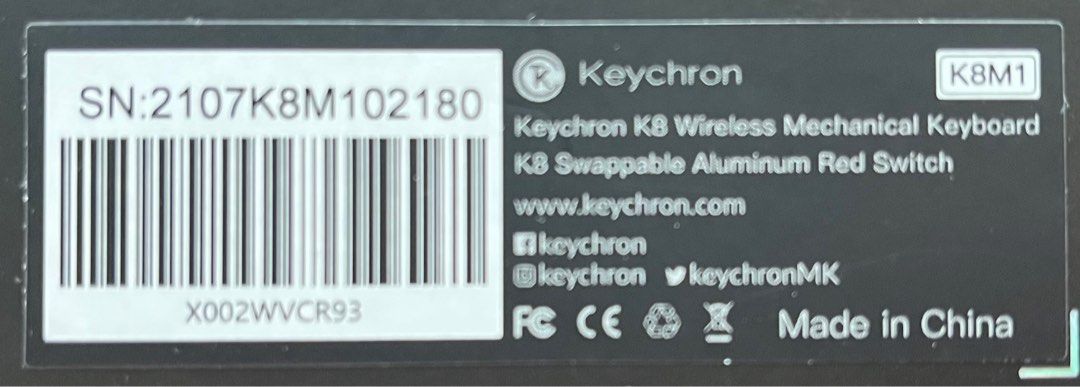 SN:2107K8M102180
X002WVCR93
Keychron
K8M1
Keychron K8 Wireless Mechanical Keyboard
K8 Swappable Aluminum Red Switch
www.keychron.com
keychron
keychron keychronMK
FC CE Made in China